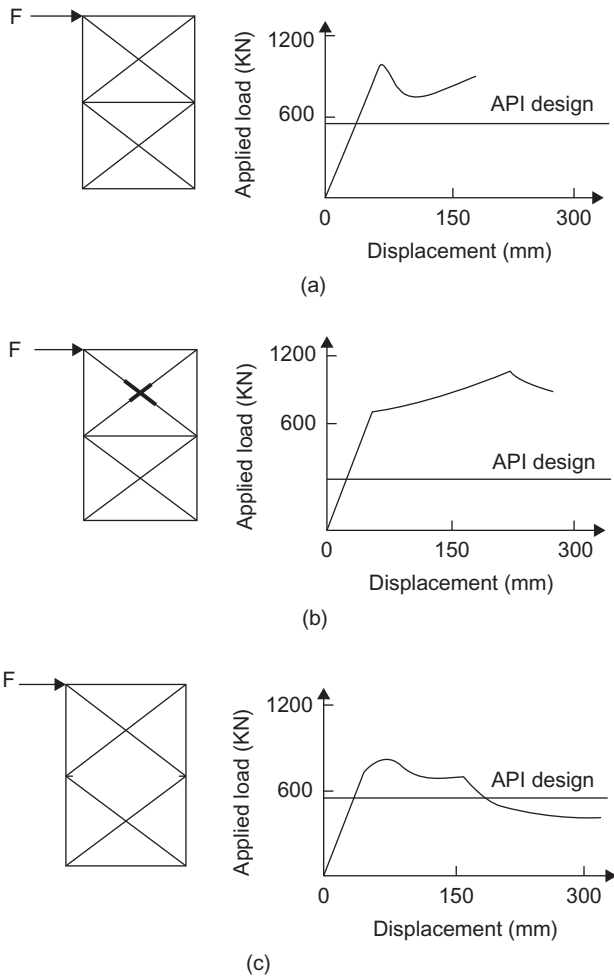 F
1200
600
0
150
300
Applied load (KN)
API design
Displacement (mm)
(a)
F
1200
600
0
150
300
Applied load (KN)
API design
Displacement (mm)
(b)
F
1200
600
0
150
300
Applied load (KN)
API design
Displacement (mm)
(c)